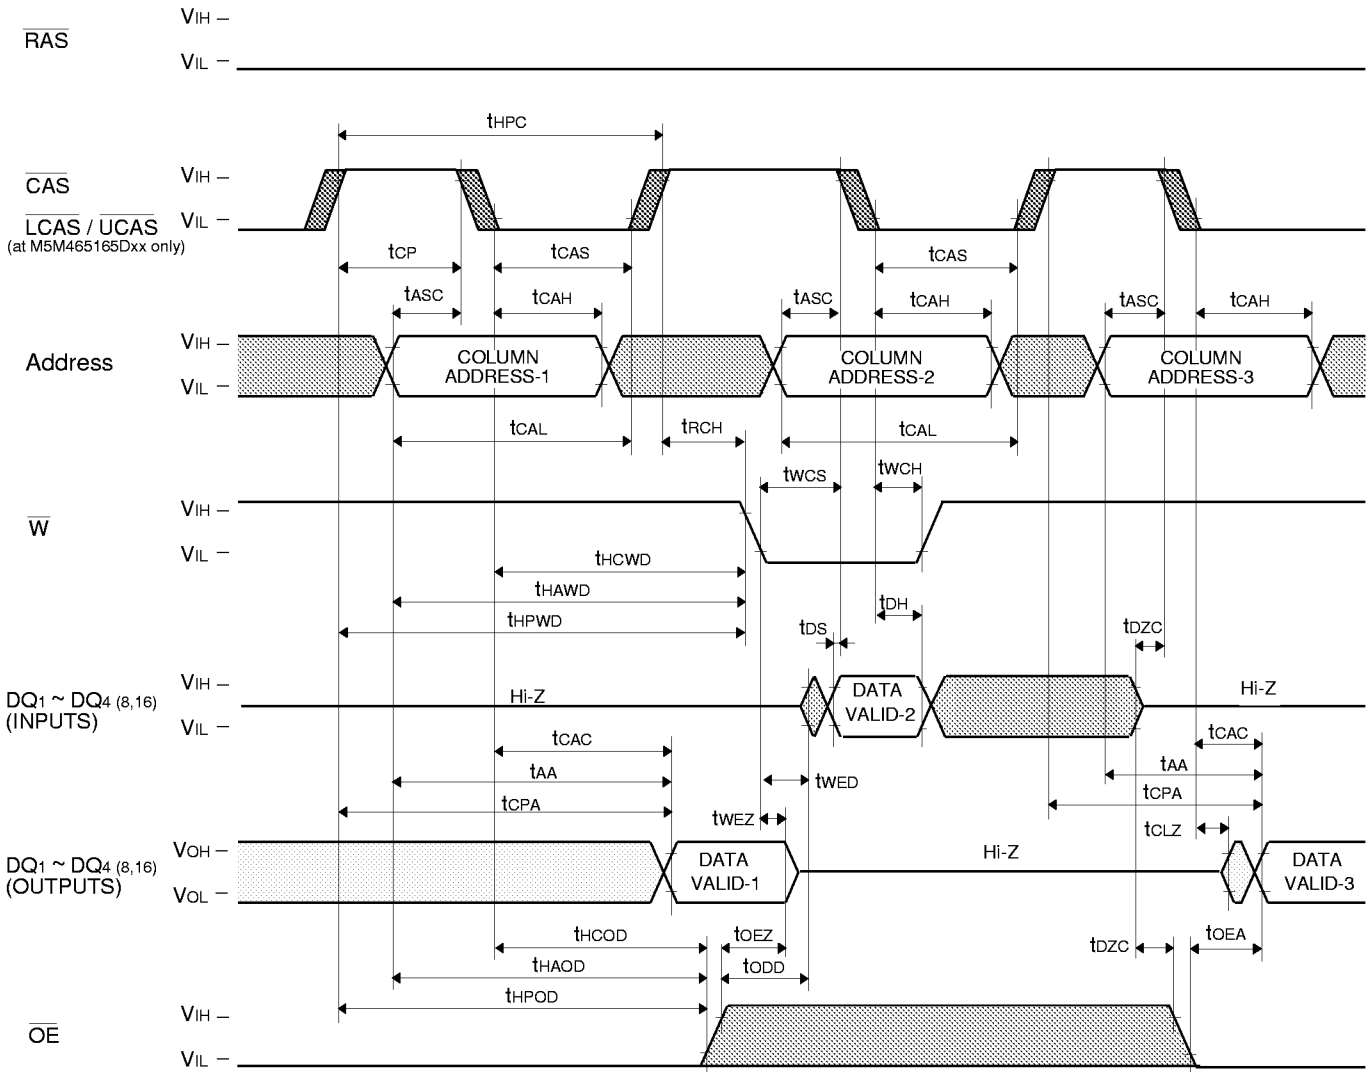 VIH
RAS
VIL
tHPC
VIH
CAS
VIL
LCAS / UCAS
(at M5M465165Dxx only)
tCP
tCAS
tCAS
tASC
tCAH
tASC
tCAH
tASC
tCAH
VIH
Address
COLUMN ADDRESS-1
COLUMN ADDRESS-2
COLUMN ADDRESS-3
VIL
tCAL
tRCH
tCAL
tWCS
tWCH
VIH
W
VIL
tHCWD
tHAWD
tDH
tHPWD
tDS
tDZC
VIH
DQ1 ~ DQ4 (8,16)
(INPUTS)
Hi-Z
DATA VALID-2
Hi-Z
VIL
tCAC
tCAC
tAA
tWED
tAA
tCPA
tCPA
tWEZ
tCLZ
VOH
DQ1 ~ DQ4 (8,16)
(OUTPUTS)
DATA VALID-1
Hi-Z
DATA VALID-3
VOL
tHCOD
tOEZ
tDZC
tOEA
tHAOD
tODD
tHPOD
VIH
OE
VIL